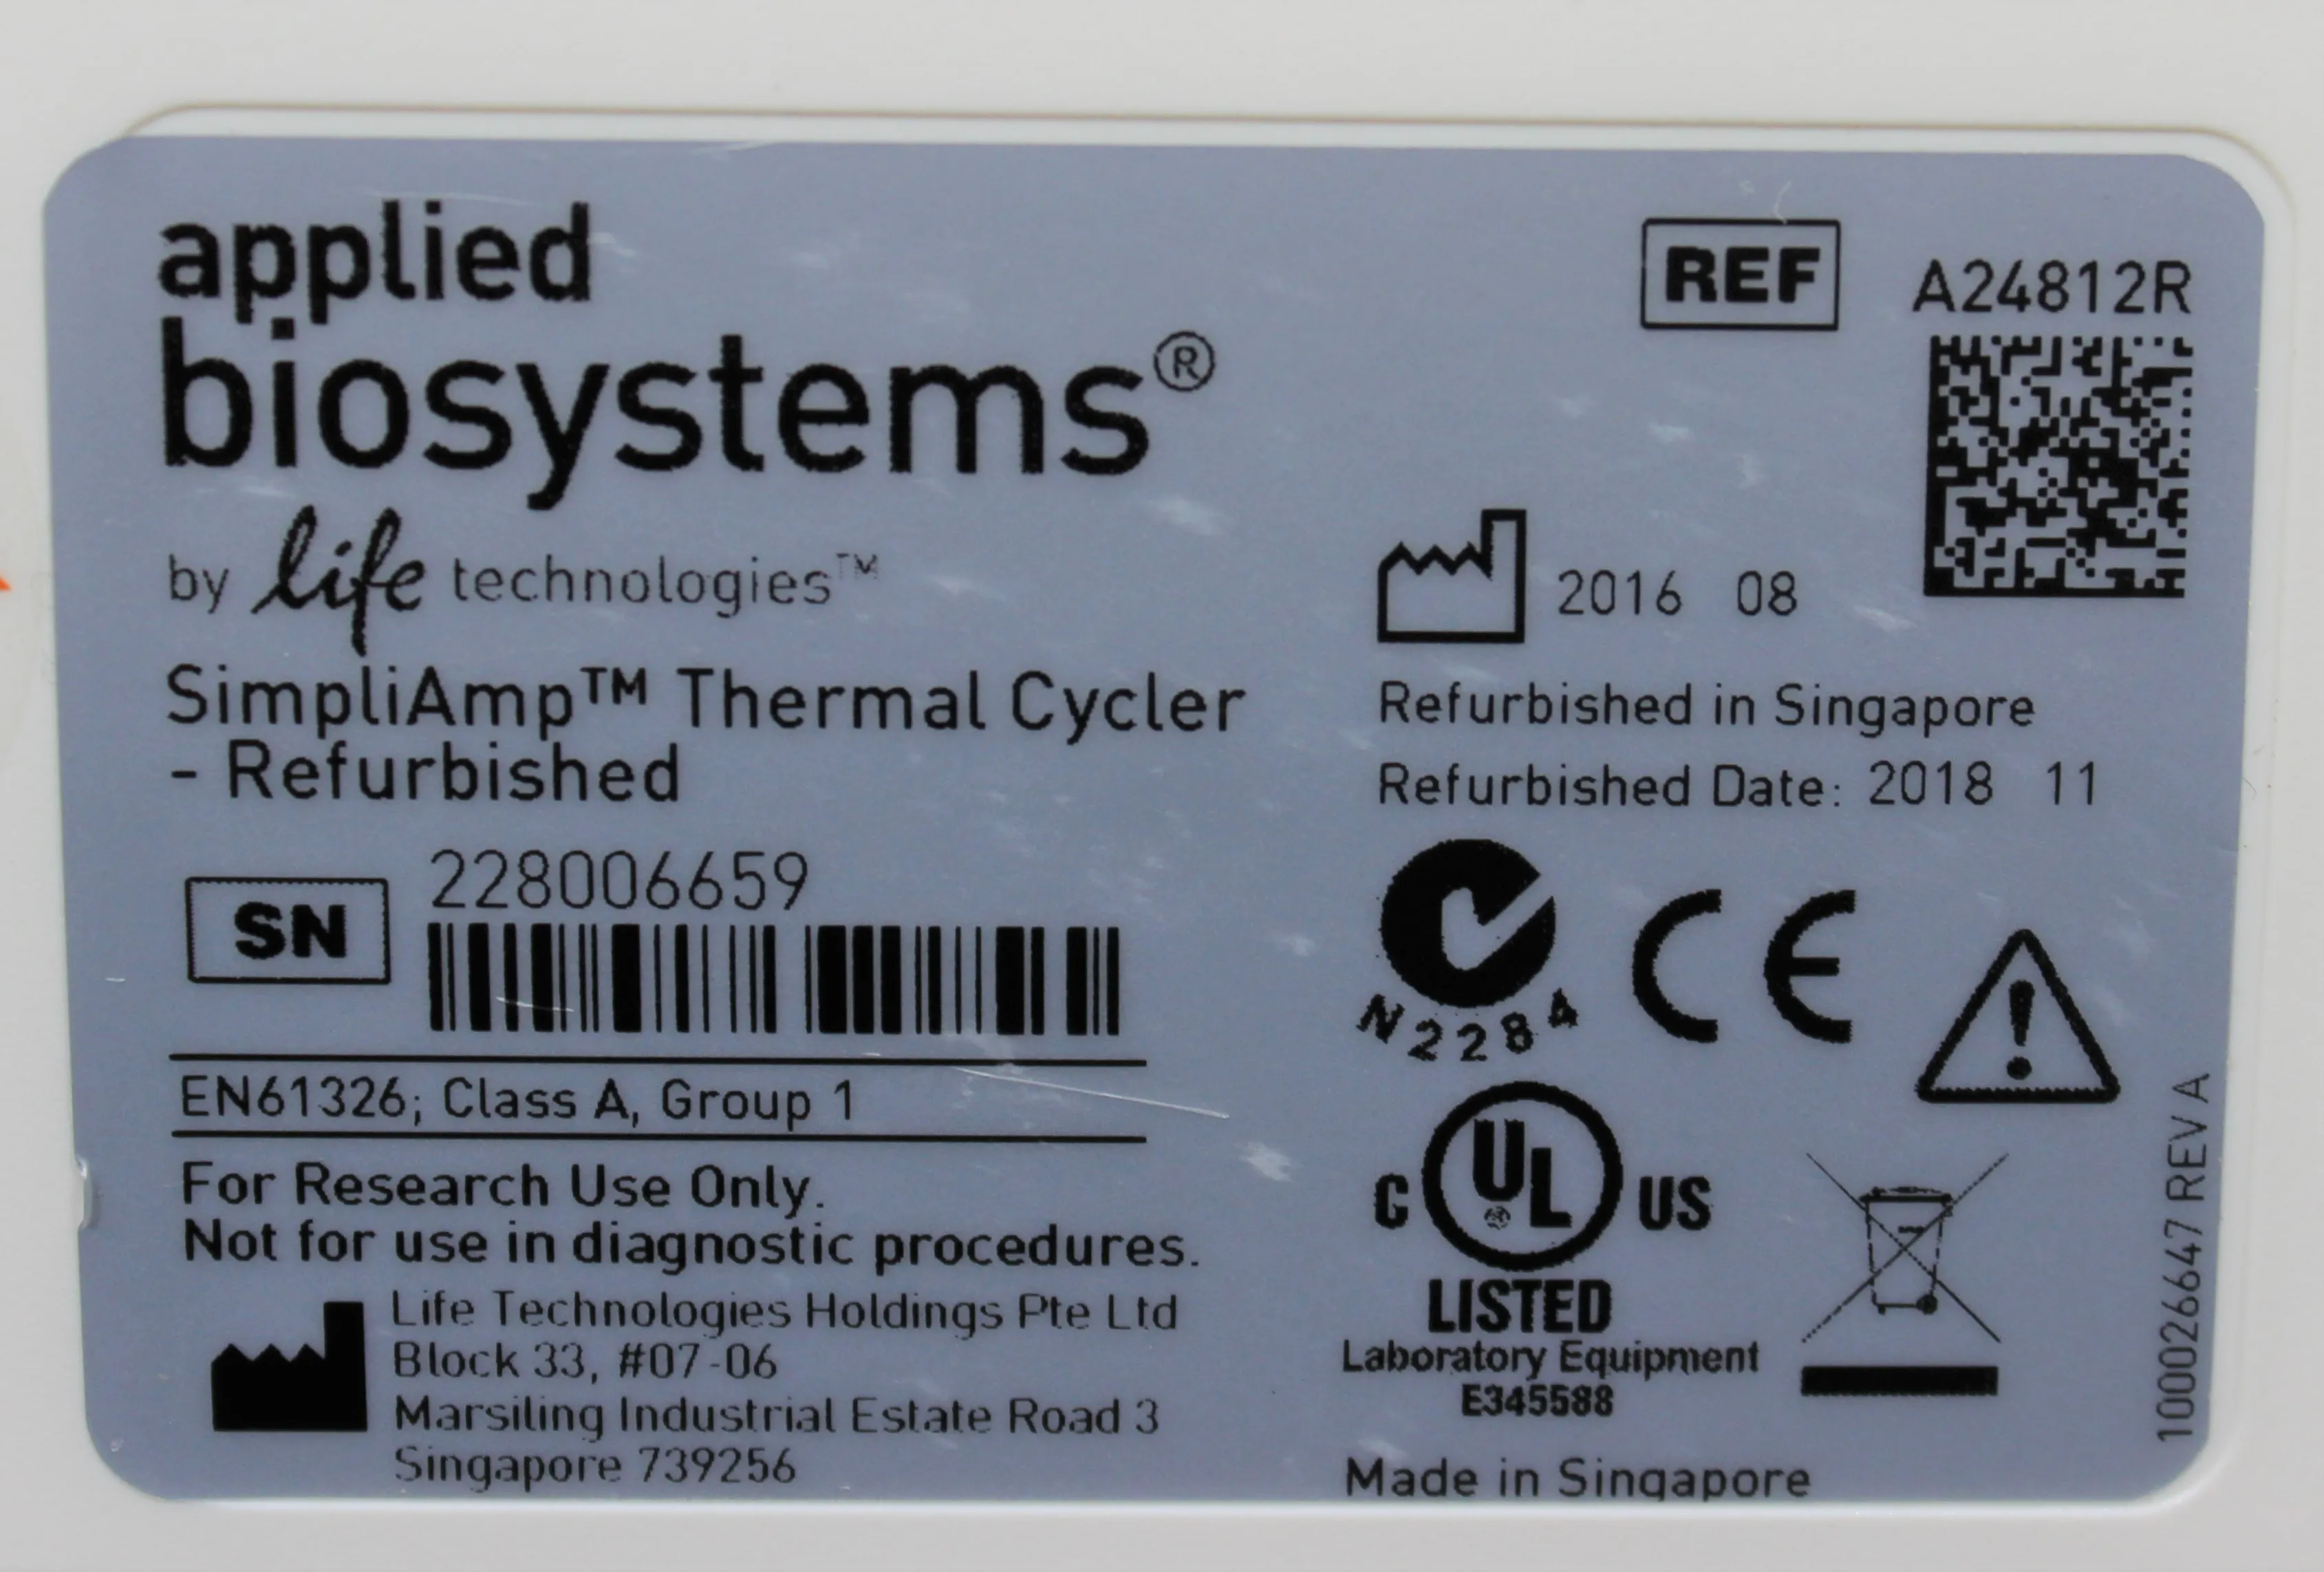 applied
biosystems®
by life technologies™
SimpliAmp™ Thermal Cycler
- Refurbished
SN
228006659
EN61326; Class A, Group 1
For Research Use Only.
Not for use in diagnostic procedures.
Life Technologies Holdings Pte Ltd
Block 33, #07-06
Marsiling Industrial Estate Road 3
Singapore 739256
REF A24812R
2016 08
Refurbished in Singapore
Refurbished Date: 2018 11
N2284
CE
C UL US
LISTED
Laboratory Equipment
E345588
Made in Singapore
100026647 REV A